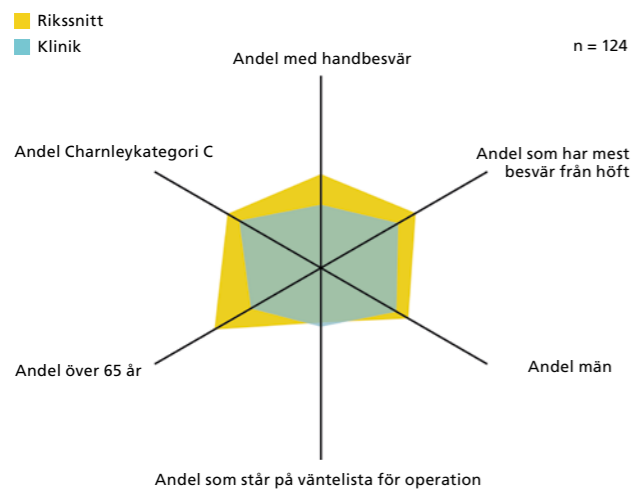 Rikssnitt
Klinik
n = 124
Andel med handbesvär
Andel Charnleykategori C
Andel som har mest
besvär från höft
Andel över 65 år
Andel män
Andel som står på väntelista för operation